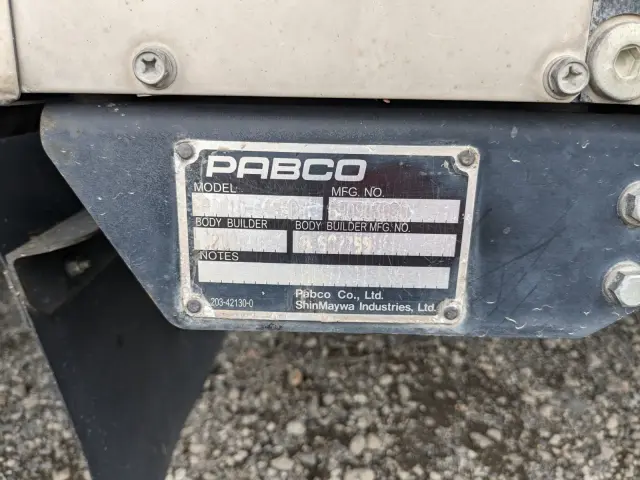 PABCO
MODEL MFG. NO.
BODY BUILDER BODY BUILDER MFG. NO.
NOTES
203-42130-0
Pabco Co., Ltd.
ShinMaywa Industries, Ltd.